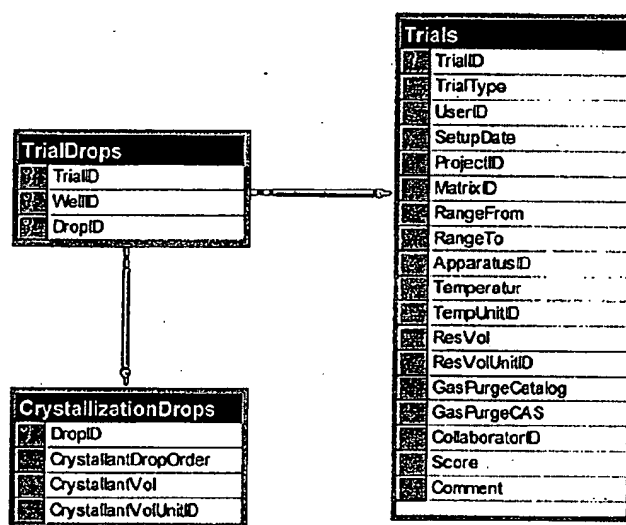 Trials
TrialID
TrialType
UserID
SetupDate
ProjectID
MatrixID
RangeFrom
RangeTo
ApparatusID
Temperatur
TempUnitID
ResVol
ResVolUnitID
GasPurgeCatalog
GasPurgeCAS
CollaboratorID
Score
Comment
TrialDrops
TrialID
WellID
DropID
CrystallizationDrops
DropID
CrystallantDropOrder
CrystallantVol
CrystallantVolUnitID